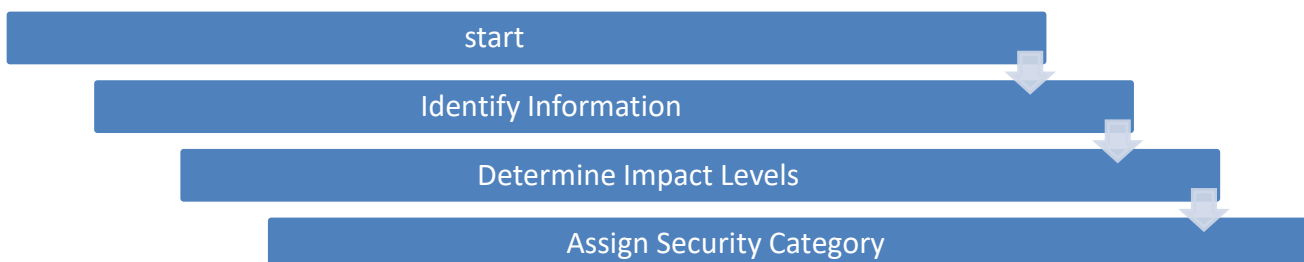 start
Identify Information
Determine Impact Levels
Assign Security Category